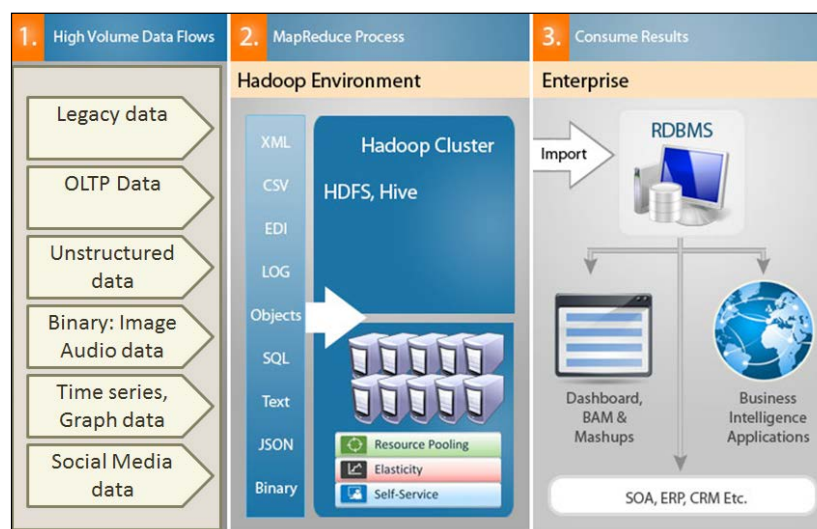 1. High Volume Data Flows
Legacy data
OLTP Data
Unstructured
data
Binary: Image
Audio data
Time series,
Graph data
Social Media
data
2. MapReduce Process
Hadoop Environment
XML
CSV
EDI
LOG
Objects
SQL
Text
JSON
Binary
Hadoop Cluster
HDFS, Hive
Resource Pooling
Elasticity
Self-Service
3. Consume Results
Enterprise
Import
RDBMS
Dashboard,
BAM &
Mashups
Business
Intelligence
Applications
SOA, ERP, CRM Etc.